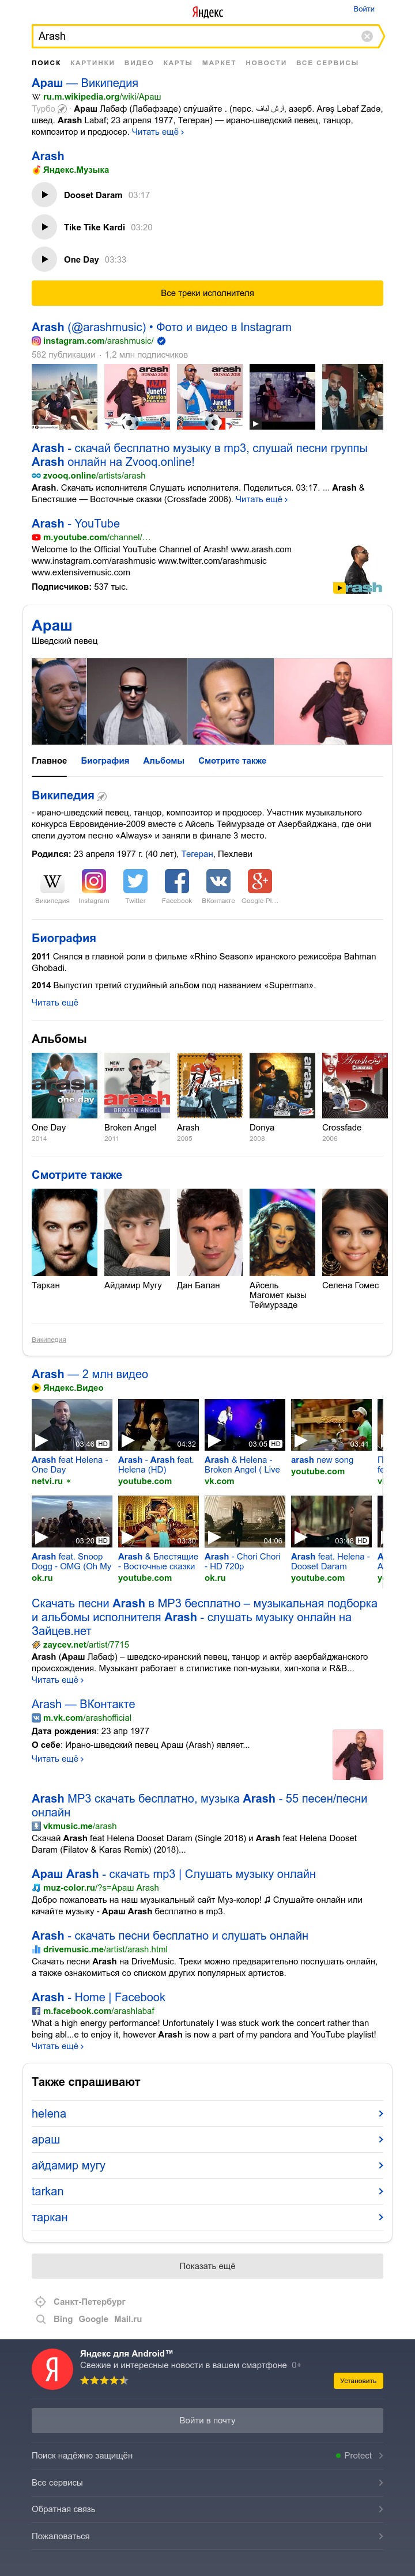 Яндекс
Войти
Arash
ПОИСК КАРТИНКИ ВИДЕО КАРТЫ МАРКЕТ НОВОСТИ ВСЕ СЕРВИСЫ
Араш — Википедия
ru.m.wikipedia.org/wiki/Араш
Турбо Араш Лабаф (Лабафзаде) слу́шайте . (перс. آرش لباف, азерб. Araş Ləbaf Zadə,
швед. Arash Labaf; 23 апреля 1977, Тегеран) — ирано-шведский певец, танцор,
композитор и продюсер. Читать ещё ›
Arash
Яндекс.Музыка
Dooset Daram 03:17
Tike Tike Kardi 03:20
One Day 03:33
Все треки исполнителя
Arash (@arashmusic) • Фото и видео в Instagram
instagram.com/arashmusic/
582 публикации · 1,2 млн подписчиков
Arash - скачай бесплатно музыку в mp3, слушай песни группы
Arash онлайн на Zvooq.online!
zvooq.online/artists/arash
Arash. Скачать исполнителя Слушать исполнителя. Поделиться. 03:17. ... Arash &
Блестящие — Восточные сказки (Crossfade 2006). Читать ещё ›
Arash - YouTube
m.youtube.com/channel/…
Welcome to the Official YouTube Channel of Arash! www.arash.com
www.instagram.com/arashmusic www.twitter.com/arashmusic
www.extensivemusic.com
Подписчиков: 537 тыс.
Араш
Шведский певец
Главное Биография Альбомы Смотрите также
Википедия
- ирано-шведский певец, танцор, композитор и продюсер. Участник музыкального
конкурса Евровидение-2009 вместе с Айсель Теймурзаде от Азербайджана, где они
спели дуэтом песню «Always» и заняли в финале 3 место.
Родился: 23 апреля 1977 г. (40 лет), Тегеран, Пехлеви
Википедия Instagram Twitter Facebook ВКонтакте Google Pl…
Биография
2011 Снялся в главной роли в фильме «Rhino Season» иранского режиссёра Bahman
Ghobadi.
2014 Выпустил третий студийный альбом под названием «Superman».
Читать ещё
Альбомы
One Day Broken Angel Arash Donya Crossfade
2014 2011 2005 2008 2006
Смотрите также
Таркан Айдамир Мугу Дан Балан Айсель Селена Гомес
Магомет кызы
Теймурзаде
Википедия
Arash — 2 млн видео
Яндекс.Видео
03:46 HD 04:32 03:05 HD 03:41
Arash feat Helena - Arash - Arash feat. Arash & Helena - arash new song
One Day Helena (HD) Broken Angel ( Live youtube.com
netvi.ru youtube.com vk.com
03:20 HD 03:30 04:06 03:48 HD
Arash feat. Snoop Arash & Блестящие Arash - Chori Chori Arash feat. Helena -
Dogg - OMG (Oh My - Восточные сказки - HD 720p Dooset Daram
ok.ru youtube.com ok.ru youtube.com
Скачать песни Arash в MP3 бесплатно – музыкальная подборка
и альбомы исполнителя Arash - слушать музыку онлайн на
Зайцев.нет
zaycev.net/artist/7715
Arash (Араш Лабаф) – шведско-иранский певец, танцор и актёр азербайджанского
происхождения. Музыкант работает в стилистике поп-музыки, хип-хопа и R&B...
Читать ещё ›
Arash — ВКонтакте
m.vk.com/arashofficial
Дата рождения: 23 апр 1977
О себе: Ирано-шведский певец Араш (Arash) являет...
Читать ещё ›
Arash MP3 скачать бесплатно, музыка Arash - 55 песен/песни
онлайн
vkmusic.me/arash
Скачай Arash feat Helena Dooset Daram (Single 2018) и Arash feat Helena Dooset
Daram (Filatov & Karas Remix) (2018)...
Араш Arash - скачать mp3 | Слушать музыку онлайн
muz-color.ru/?s=Араш Arash
Добро пожаловать на наш музыкальный сайт Муз-колор! ♫ Слушайте онлайн или
качайте музыку - Араш Arash бесплатно в mp3.
Arash - скачать песни бесплатно и слушать онлайн
drivemusic.me/artist/arash.html
Скачать песни Arash на DriveMusic. Треки можно предварительно послушать онлайн,
а также ознакомиться со списком других популярных артистов.
Arash - Home | Facebook
m.facebook.com/arashlabaf
What a high energy performance! Unfortunately I was stuck work the concert rather than
being abl...e to enjoy it, however Arash is now a part of my pandora and YouTube playlist!
Читать ещё ›
Также спрашивают
helena
араш
айдамир мугу
tarkan
таркан
Показать ещё
Санкт-Петербург
Bing Google Mail.ru
Яндекс для Android™
Свежие и интересные новости в вашем смартфоне 0+
Установить
Войти в почту
Поиск надёжно защищён Protect
Все сервисы
Обратная связь
Пожаловаться